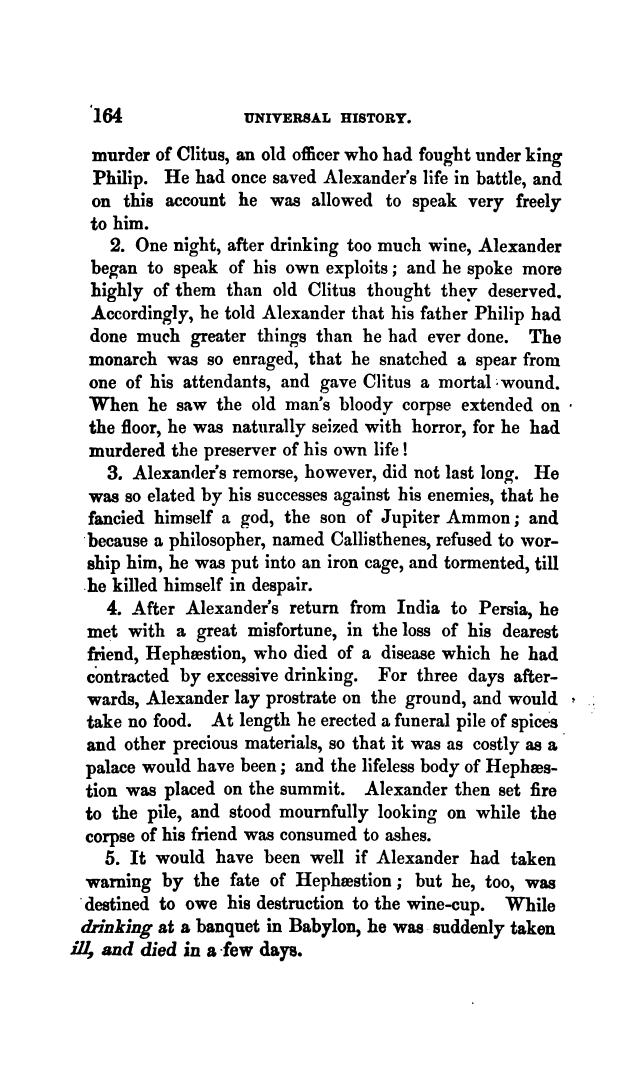 164 UNIVERSAL HISTORY.
murder of Clitus, an old officer who had fought under king
Philip. He had once saved Alexander's life in battle, and
on this account he was allowed to speak very freely
to him.
2. One night, after drinking too much wine, Alexander
began to speak of his own exploits; and he spoke more
highly of them than old Clitus thought they deserved.
Accordingly, he told Alexander that his father Philip had
done much greater things than he had ever done. The
monarch was so enraged, that he snatched a spear from
one of his attendants, and gave Clitus a mortal wound.
When he saw the old man's bloody corpse extended on
the floor, he was naturally seized with horror, for he had
murdered the preserver of his own life!
3. Alexander's remorse, however, did not last long. He
was so elated by his successes against his enemies, that he
fancied himself a god, the son of Jupiter Ammon; and
because a philosopher, named Callisthenes, refused to wor-
ship him, he was put into an iron cage, and tormented, till
he killed himself in despair.
4. After Alexander's return from India to Persia, he
met with a great misfortune, in the loss of his dearest
friend, Hephæstion, who died of a disease which he had
contracted by excessive drinking. For three days after-
wards, Alexander lay prostrate on the ground, and would
take no food. At length he erected a funeral pile of spices
and other precious materials, so that it was as costly as a
palace would have been; and the lifeless body of Hephæs-
tion was placed on the summit. Alexander then set fire
to the pile, and stood mournfully looking on while the
corpse of his friend was consumed to ashes.
5. It would have been well if Alexander had taken
warning by the fate of Hephæstion; but he, too, was
destined to owe his destruction to the wine-cup. While
drinking at a banquet in Babylon, he was suddenly taken
ill, and died in a few days.